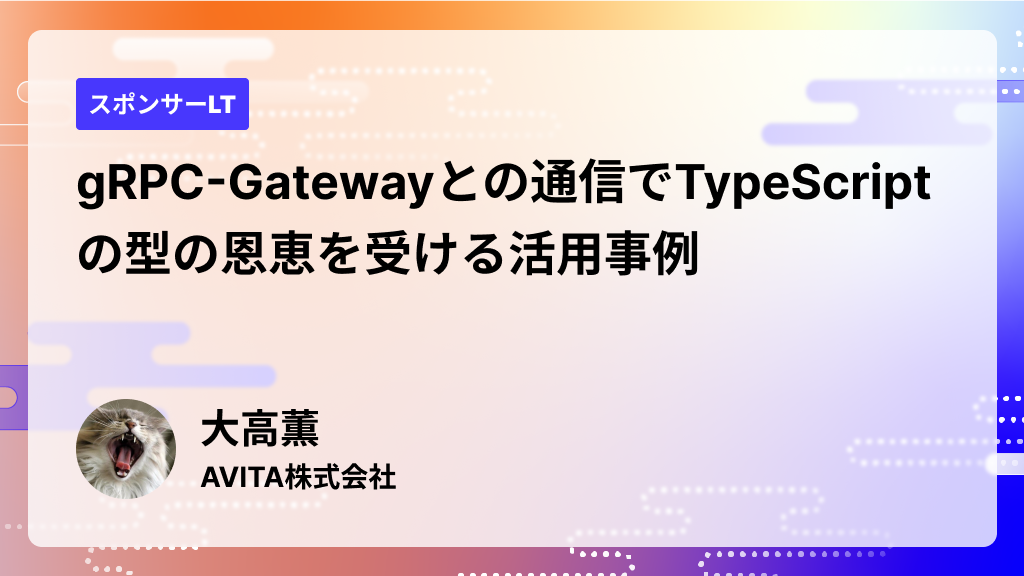 スポンサーLT
gRPC-Gatewayとの通信でTypeScript
の型の恩恵を受ける活用事例
大高薫
AVITA株式会社